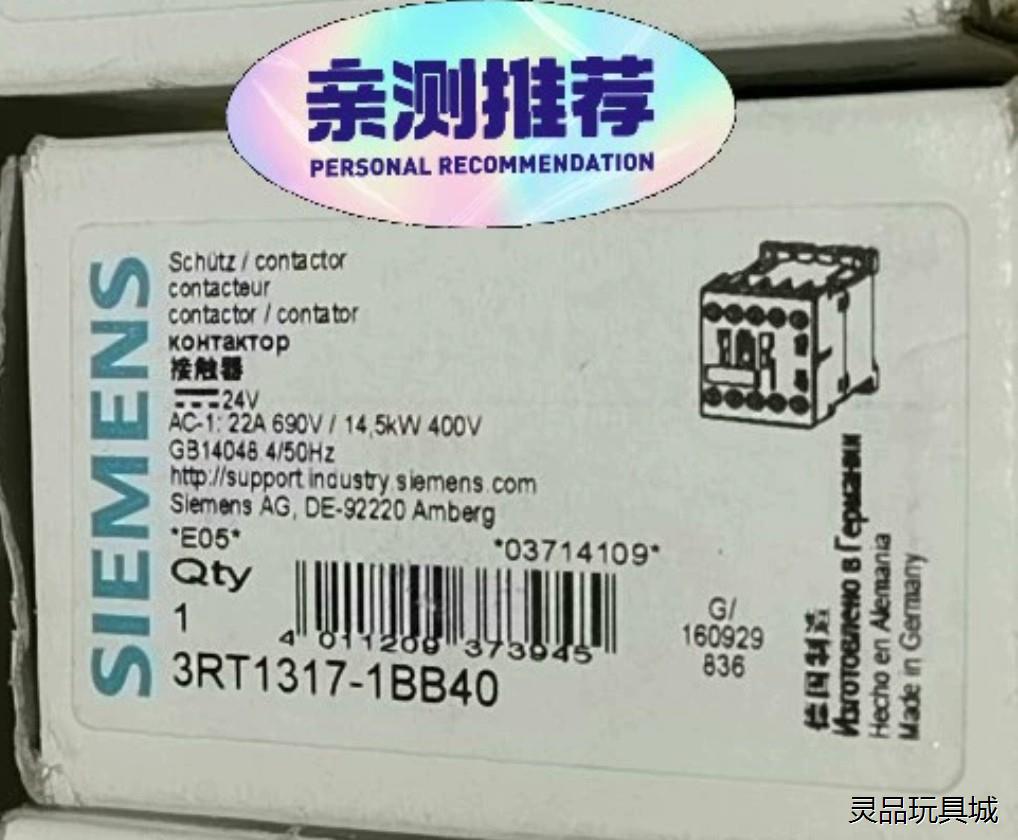 亲测推荐
PERSONAL RECOMMENDATION
SIEMENS
Schütz / contactor
contacteur
contactor / contator
контактор
接触器
24V
AC-1: 22A 690V / 14,5kW 400V
GB14048.4/50Hz
http://support.industry.siemens.com
Siemens AG, DE-92220 Amberg
*E05*
*03714109*
Qty
1
4 011209 373945
3RT1317-1BB40
G/
160929
836
德国制造
Изготовлено в Германии
Hecho en Alemania
Made in Germany
灵品玩具城